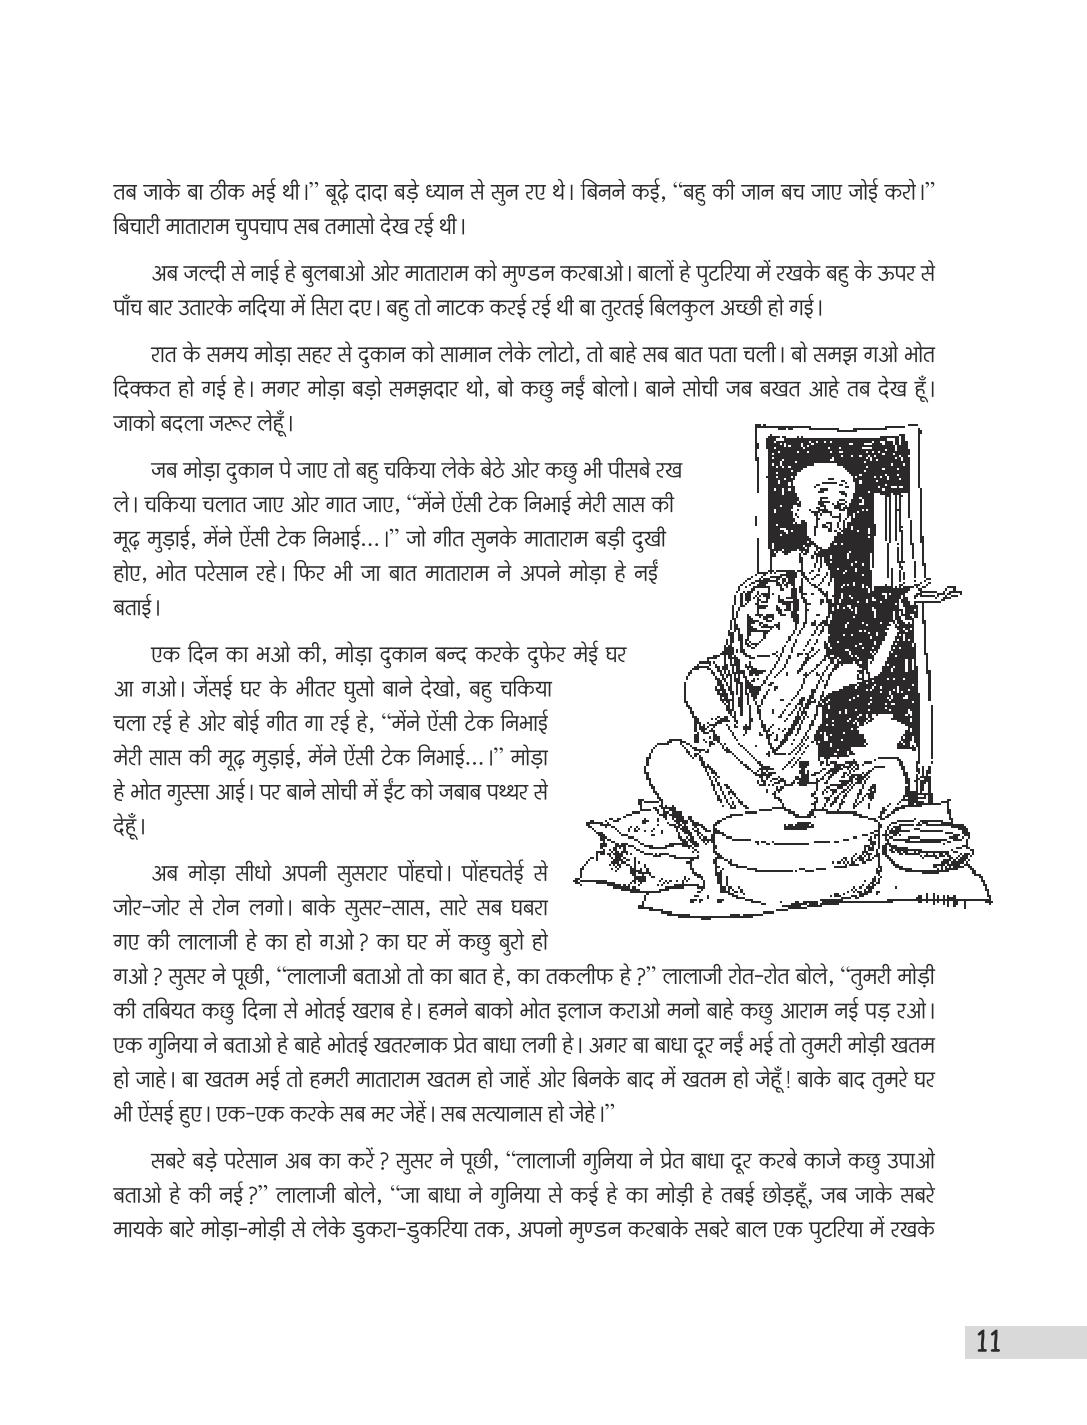 तब जाके बा ठीक भई थी।” बूढ़े दादा बड़े ध्यान से सुन रए थे। बिनने कई, “बहु की जान बच जाए जोई करो।”
बिचारी माताराम चुपचाप सब तमासो देख रई थी।
अब जल्दी से नाई हे बुलबाओ ओर माताराम को मुण्डन करबाओ। बालों हे पुटरिया में रखके बहु के ऊपर से
पाँच बार उतारके नदिया में सिरा दए। बहु तो नाटक करई रई थी बा तुरतई बिलकुल अच्छी हो गई।
रात के समय मोड़ा सहर से दुकान को सामान लेके लोटो, तो बाहे सब बात पता चली। बो समझ गओ भोत
दिक्कत हो गई हे। मगर मोड़ा बड़ो समझदार थो, बो कछु नईं बोलो। बाने सोची जब बखत आहे तब देख हूँ।
जाको बदला जरूर लेहूँ।
जब मोड़ा दुकान पे जाए तो बहु चकिया लेके बेठे ओर कछु भी पीसबे रख
ले। चकिया चलात जाए ओर गात जाए, “मेंने ऐंसी टेक निभाई मेरी सास की
मूढ़ मुड़ाई, मेंने ऐंसी टेक निभाई...।” जो गीत सुनके माताराम बड़ी दुखी
होए, भोत परेसान रहे। फिर भी जा बात माताराम ने अपने मोड़ा हे नईं
बताई।
एक दिन का भओ की, मोड़ा दुकान बन्द करके दुफेर मेई घर
आ गओ। जेंसई घर के भीतर घुसो बाने देखो, बहु चकिया
चला रई हे ओर बोई गीत गा रई हे, “मेंने ऐंसी टेक निभाई
मेरी सास की मूढ़ मुड़ाई, मेंने ऐंसी टेक निभाई...।” मोड़ा
हे भोत गुस्सा आई। पर बाने सोची में ईंट को जबाब पथ्थर से
देहूँ।
अब मोड़ा सीधो अपनी सुसरार पोंहचो। पोंहचतेई से
जोर-जोर से रोन लगो। बाके सुसर-सास, सारे सब घबरा
गए की लालाजी हे का हो गओ? का घर में कछु बुरो हो
गओ? सुसर ने पूछी, “लालाजी बताओ तो का बात हे, का तकलीफ हे?” लालाजी रोत-रोत बोले, “तुमरी मोड़ी
की तबियत कछु दिना से भोतई खराब हे। हमने बाको भोत इलाज कराओ मनो बाहे कछु आराम नई पड़ रओ।
एक गुनिया ने बताओ हे बाहे भोतई खतरनाक प्रेत बाधा लगी हे। अगर बा बाधा दूर नईं भई तो तुमरी मोड़ी खतम
हो जाहे। बा खतम भई तो हमरी माताराम खतम हो जाहें ओर बिनके बाद में खतम हो जेहूँ! बाके बाद तुमरे घर
भी ऐंसई हुए। एक-एक करके सब मर जेहें। सब सत्यानास हो जेहे।”
सबरे बड़े परेसान अब का करें? सुसर ने पूछी, “लालाजी गुनिया ने प्रेत बाधा दूर करबे काजे कछु उपाओ
बताओ हे की नई?” लालाजी बोले, “जा बाधा ने गुनिया से कई हे का मोड़ी हे तबई छोड़हूँ, जब जाके सबरे
मायके बारे मोड़ा-मोड़ी से लेके डुकरा-डुकरिया तक, अपनो मुण्डन करबाके सबरे बाल एक पुटरिया में रखके
11